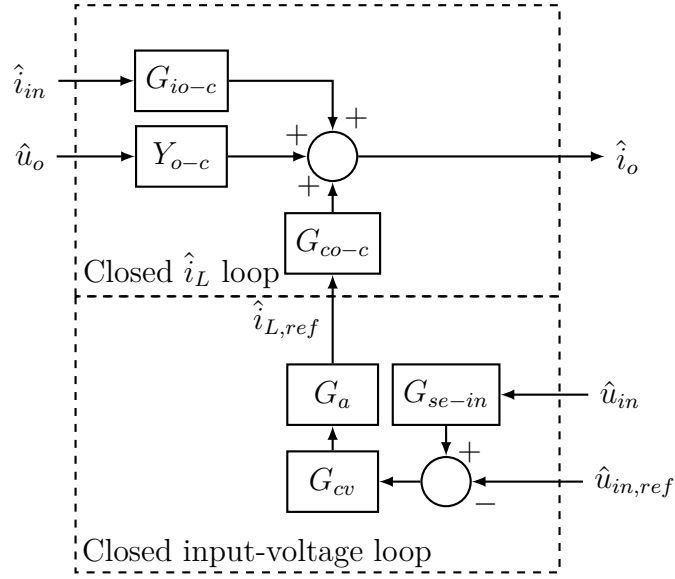 î_in G_io−c +
û_o Y_o−c + î_o
+
G_co−c
Closed î_L loop
î_L,ref
G_a G_se−in û_in
+
G_cv û_in,ref
−
Closed input-voltage loop